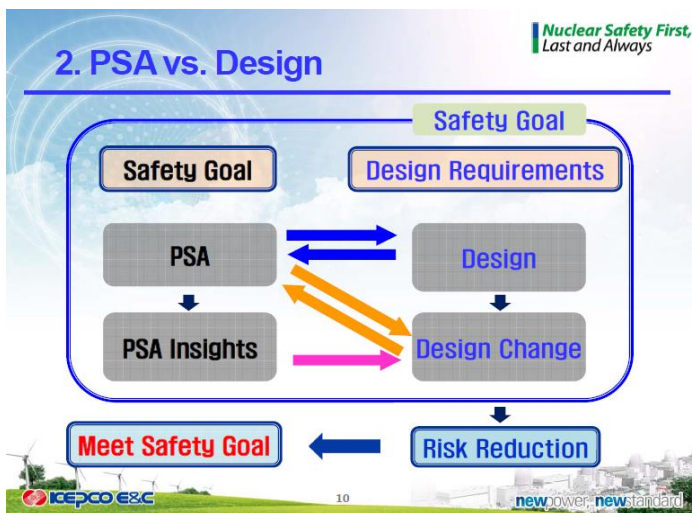 Nuclear Safety First,
Last and Always
2. PSA vs. Design
Safety Goal
Safety Goal
Design Requirements
PSA
Design
PSA Insights
Design Change
Meet Safety Goal
Risk Reduction
KEPCO E&C
10
newpower, newstandard